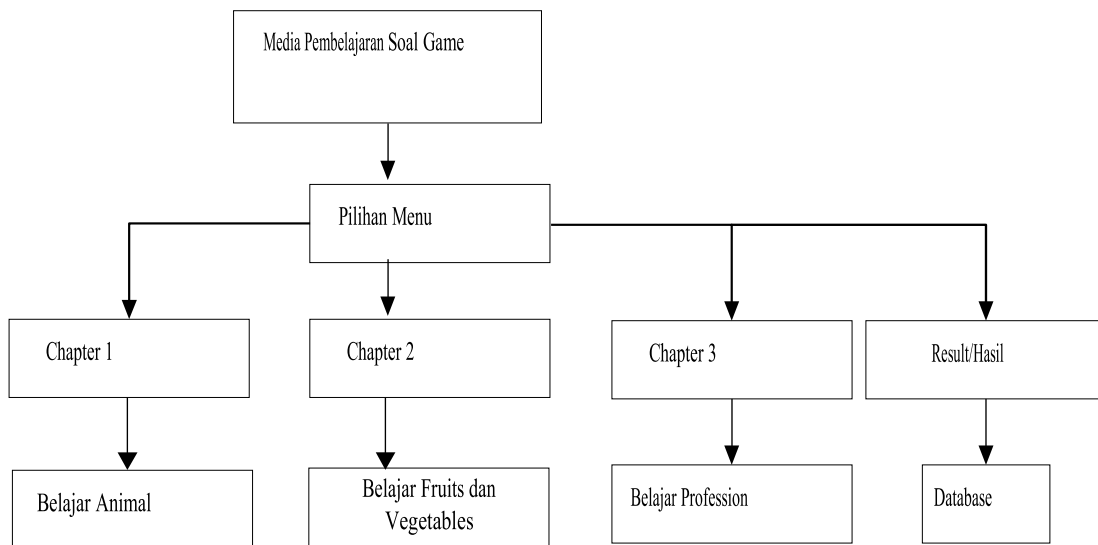 Media Pembelajaran Soal Game
Pilihan Menu
Chapter 1
Chapter 2
Chapter 3
Result/Hasil
Belajar Animal
Belajar Fruits dan
Vegetables
Belajar Profession
Database